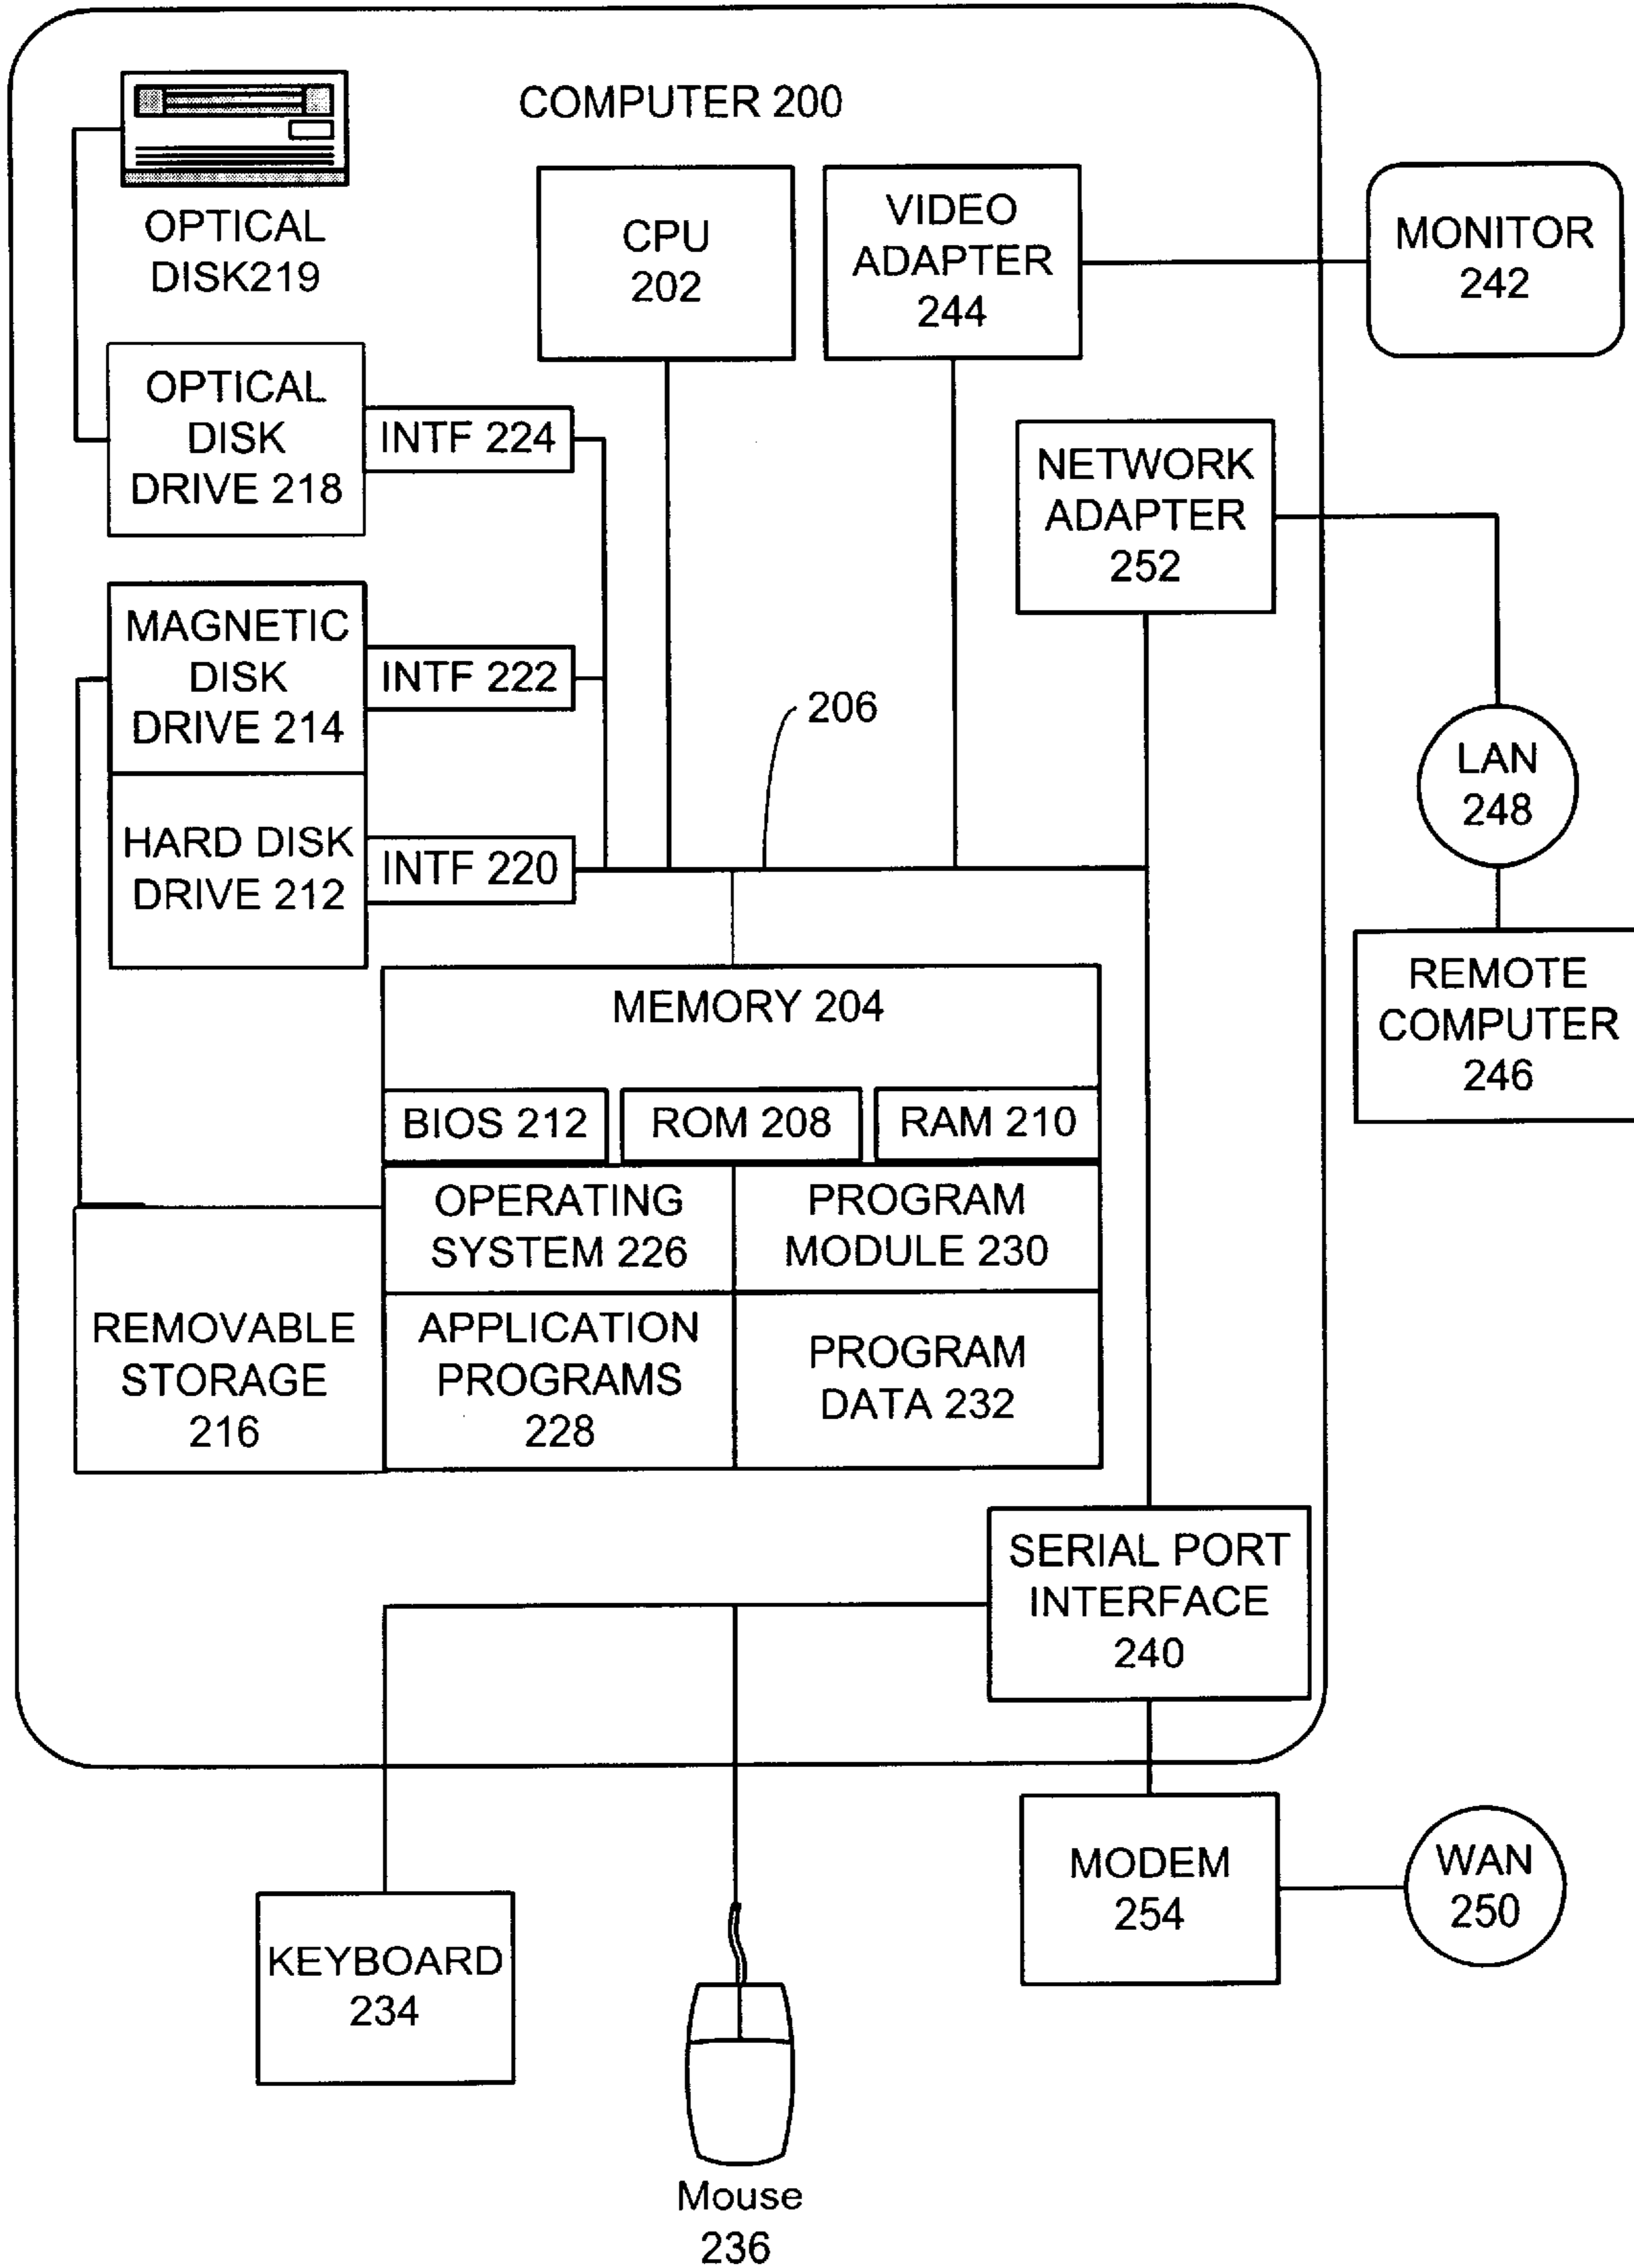 COMPUTER 200
OPTICAL
DISK219
CPU
202
VIDEO
ADAPTER
244
MONITOR
242
OPTICAL
DISK
DRIVE 218
INTF 224
NETWORK
ADAPTER
252
MAGNETIC
DISK
DRIVE 214
INTF 222
206
LAN
248
HARD DISK
DRIVE 212
INTF 220
REMOTE
COMPUTER
246
MEMORY 204
BIOS 212
ROM 208
RAM 210
OPERATING
SYSTEM 226
PROGRAM
MODULE 230
REMOVABLE
STORAGE
216
APPLICATION
PROGRAMS
228
PROGRAM
DATA 232
SERIAL PORT
INTERFACE
240
MODEM
254
WAN
250
KEYBOARD
234
Mouse
236